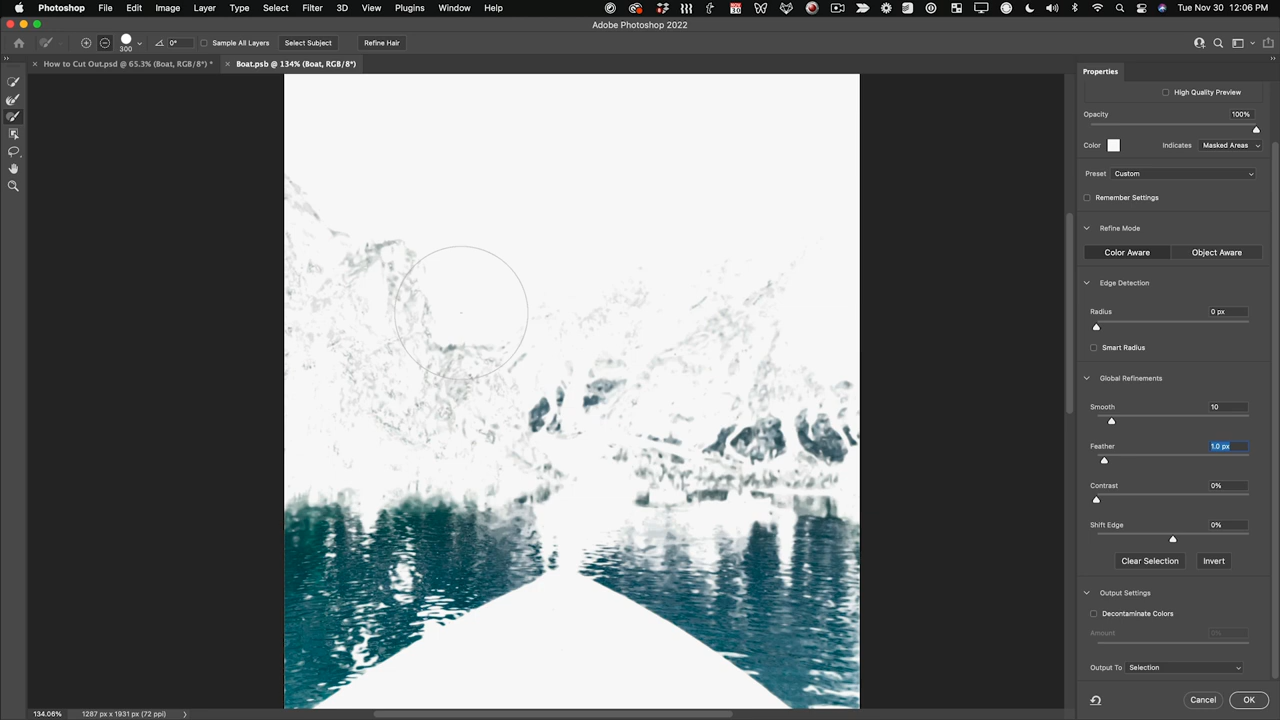 Photoshop File Edit Image Layer Type Select Filter 3D View Plugins Window Help Tue Nov 30 12:06 PM
Adobe Photoshop 2022
300 0° Sample All Layers Select Subject Refine Hair
How to Cut Out.psd @ 65.3% (Boat, RGB/8*) * Boat.psb @ 134% (Boat, RGB/8*)
Properties
High Quality Preview
Opacity 100%
Color Indicates Masked Areas
Preset Custom
Remember Settings
Refine Mode
Color Aware Object Aware
Edge Detection
Radius 0 px
Smart Radius
Global Refinements
Smooth 10
Feather 1.0 px
Contrast 0%
Shift Edge 0%
Clear Selection Invert
Output Settings
Decontaminate Colors
Amount
Output To Selection
Cancel OK
134.06% 1287 px x 1931 px (72 ppi)